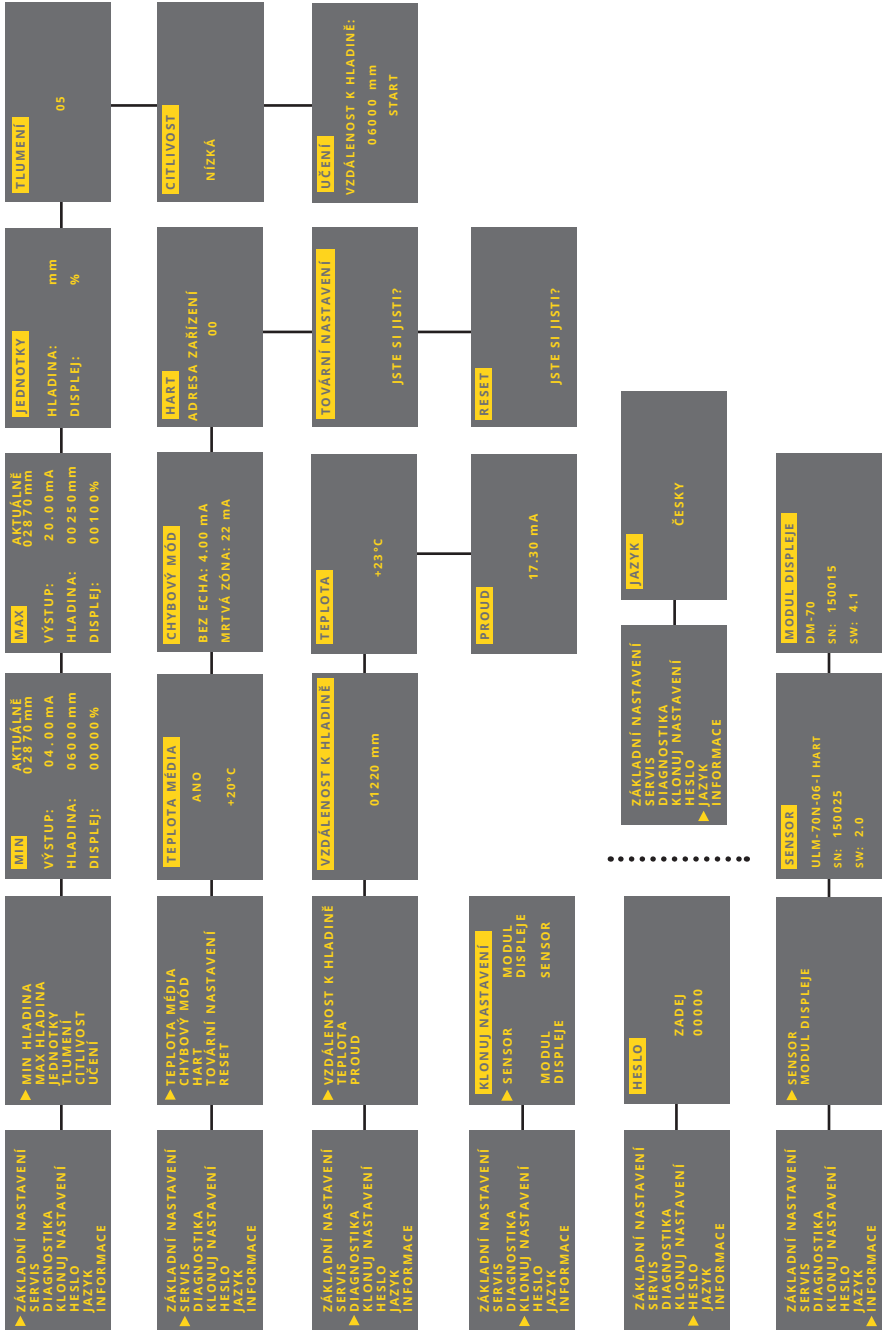 ZÁKLADNÍ NASTAVENÍ
SERVIS
DIAGNOSTIKA
KLONUJ NASTAVENÍ
HESLO
JAZYK
INFORMACE
MIN HLADINA
MAX HLADINA
JEDNOTKY
TLUMENÍ
CITLIVOST
UČENÍ
MIN
AKTUÁLNĚ
02870mm
VÝSTUP: 04.00mA
HLADINA: 06000mm
DISPLEJ: 00000%
MAX
AKTUÁLNĚ
02870mm
VÝSTUP: 20.00mA
HLADINA: 00250mm
DISPLEJ: 00100%
JEDNOTKY
HLADINA: mm
DISPLEJ: %
TLUMENÍ
05
CITLIVOST
NÍZKÁ
UČENÍ
VZDÁLENOST K HLADINĚ:
06000 mm
START
ZÁKLADNÍ NASTAVENÍ
SERVIS
DIAGNOSTIKA
KLONUJ NASTAVENÍ
HESLO
JAZYK
INFORMACE
TEPLOTA MÉDIA
CHYBOVÝ MÓD
HART
TOVÁRNÍ NASTAVENÍ
RESET
TEPLOTA MÉDIA
ANO
+20°C
CHYBOVÝ MÓD
BEZ ECHA: 4.00 mA
MRTVÁ ZÓNA: 22 mA
HART
ADRESA ZAŘÍZENÍ
00
TOVÁRNÍ NASTAVENÍ
JSTE SI JISTI?
RESET
JSTE SI JISTI?
ZÁKLADNÍ NASTAVENÍ
SERVIS
DIAGNOSTIKA
KLONUJ NASTAVENÍ
HESLO
JAZYK
INFORMACE
VZDÁLENOST K HLADINĚ
TEPLOTA
PROUD
VZDÁLENOST K HLADINĚ
01220 mm
TEPLOTA
+23°C
PROUD
17.30 mA
ZÁKLADNÍ NASTAVENÍ
SERVIS
DIAGNOSTIKA
KLONUJ NASTAVENÍ
HESLO
JAZYK
INFORMACE
KLONUJ NASTAVENÍ
SENSOR MODUL
DISPLEJE
MODUL
DISPLEJE SENSOR
ZÁKLADNÍ NASTAVENÍ
SERVIS
DIAGNOSTIKA
KLONUJ NASTAVENÍ
HESLO
JAZYK
INFORMACE
HESLO
ZADEJ
00000
ZÁKLADNÍ NASTAVENÍ
SERVIS
DIAGNOSTIKA
KLONUJ NASTAVENÍ
HESLO
JAZYK
INFORMACE
JAZYK
ČESKY
ZÁKLADNÍ NASTAVENÍ
SERVIS
DIAGNOSTIKA
KLONUJ NASTAVENÍ
HESLO
JAZYK
INFORMACE
SENSOR
MODUL DISPLEJE
SENSOR
ULM-70N-06-I HART
SN: 150025
SW: 2.0
MODUL DISPLEJE
DM-70
SN: 150015
SW: 4.1